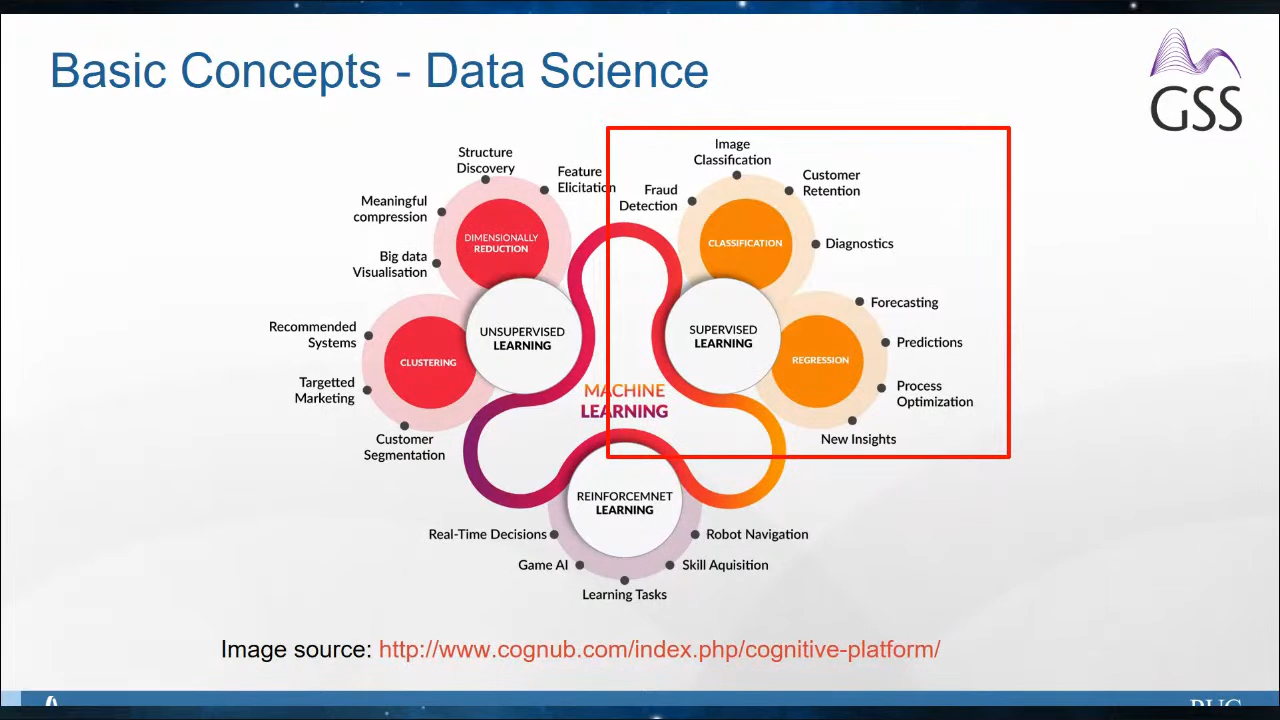 Basic Concepts - Data Science
GSS
Structure
Discovery
Feature
Elicitation
Meaningful
compression
Big data
Visualisation
DIMENSIONALLY
REDUCTION
Recommended
Systems
Targetted
Marketing
Customer
Segmentation
CLUSTERING
UNSUPERVISED
LEARNING
Image
Classification
Customer
Retention
Fraud
Detection
Diagnostics
CLASSIFICATION
Forecasting
Predictions
Process
Optimization
New Insights
REGRESSION
SUPERVISED
LEARNING
MACHINE
LEARNING
REINFORCEMNET
LEARNING
Real-Time Decisions
Game AI
Learning Tasks
Skill Aquisition
Robot Navigation
Image source: http://www.cognub.com/index.php/cognitive-platform/